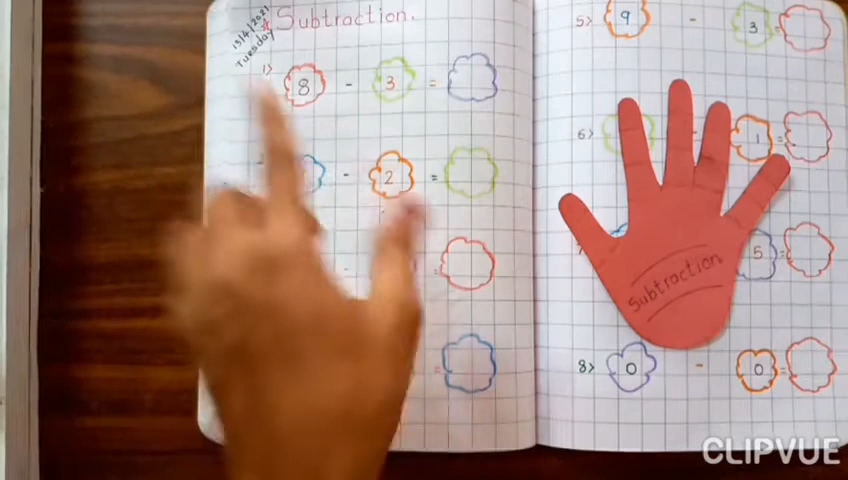 13/4/2021
Tuesday
* Subtraction.
1> 8 - 3 =
- 2 =
-
=
=
5> 9 - 3 =
6> - 1 =
5 =
8> 0 - 0 =
Subtraction
CLIPVUE